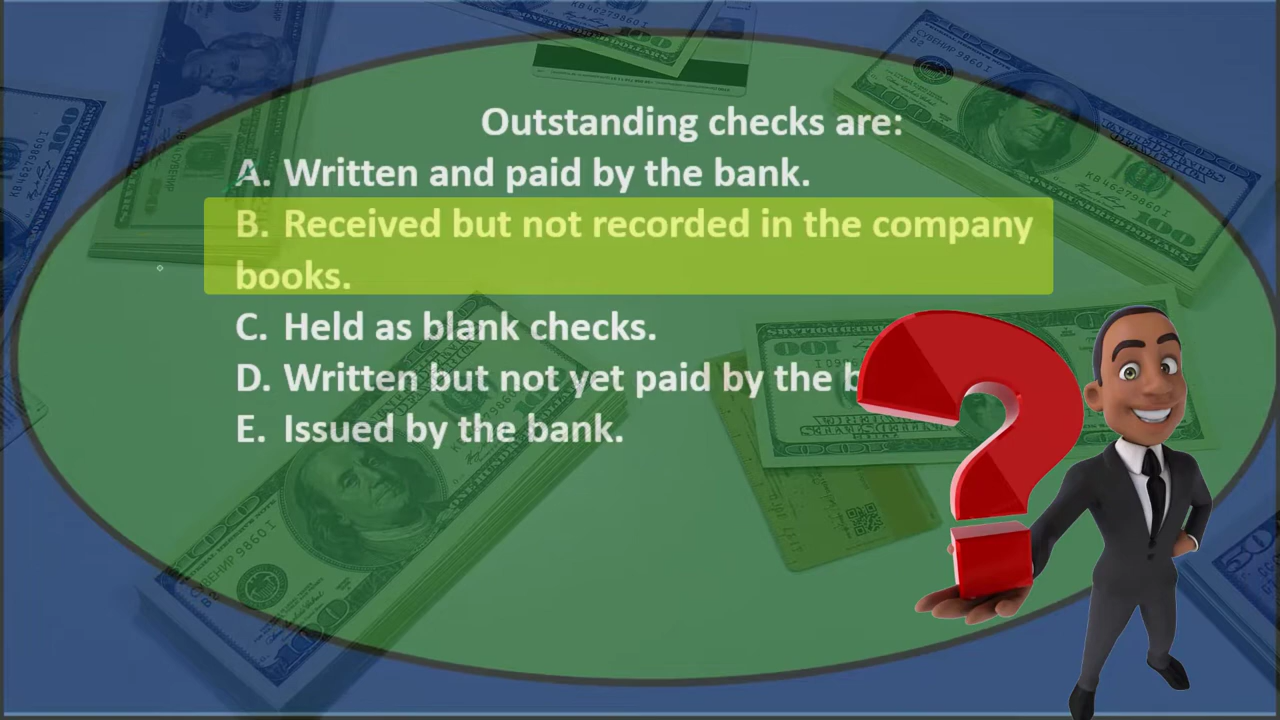 Outstanding checks are:
A. Written and paid by the bank.
B. Received but not recorded in the company
books.
C. Held as blank checks.
D. Written but not yet paid by the
E. Issued by the bank.